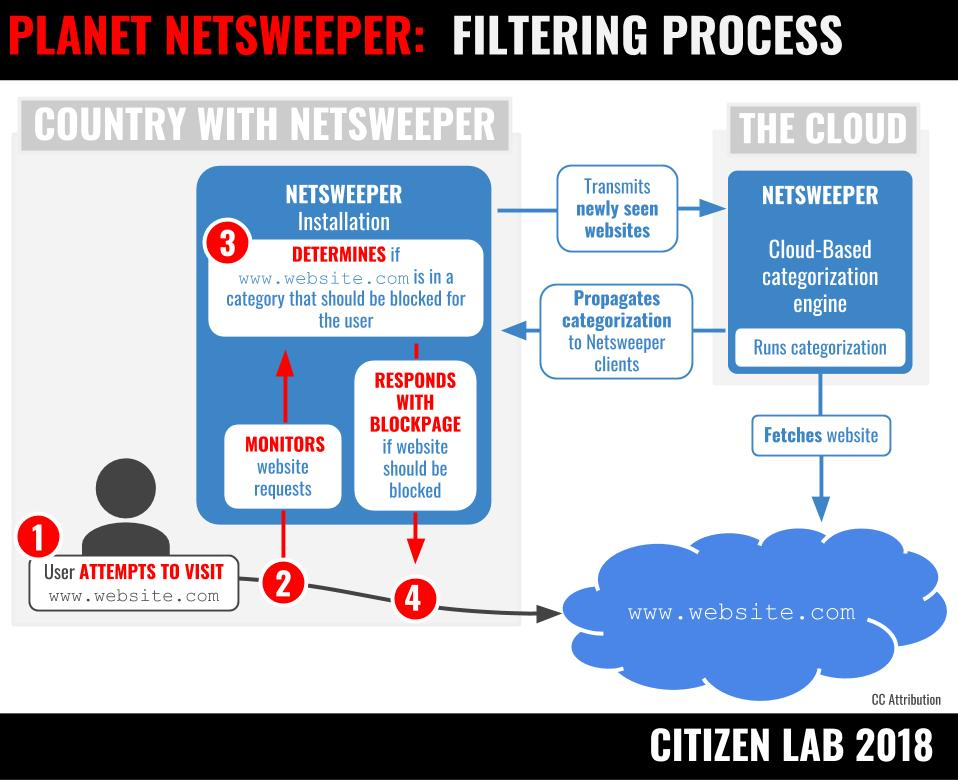 PLANET NETSWEEPER: FILTERING PROCESS
COUNTRY WITH NETSWEEPER
THE CLOUD
NETSWEEPER
Installation
3
DETERMINES if
www.website.com is in a
category that should be blocked for
the user
MONITORS
website
requests
RESPONDS
WITH
BLOCKPAGE
if website
should be
blocked
1
User ATTEMPTS TO VISIT
www.website.com
2
4
Transmits
newly seen
websites
Propagates
categorization
to Netsweeper
clients
NETSWEEPER
Cloud-Based
categorization
engine
Runs categorization
Fetches website
www.website.com
CC Attribution
CITIZEN LAB 2018